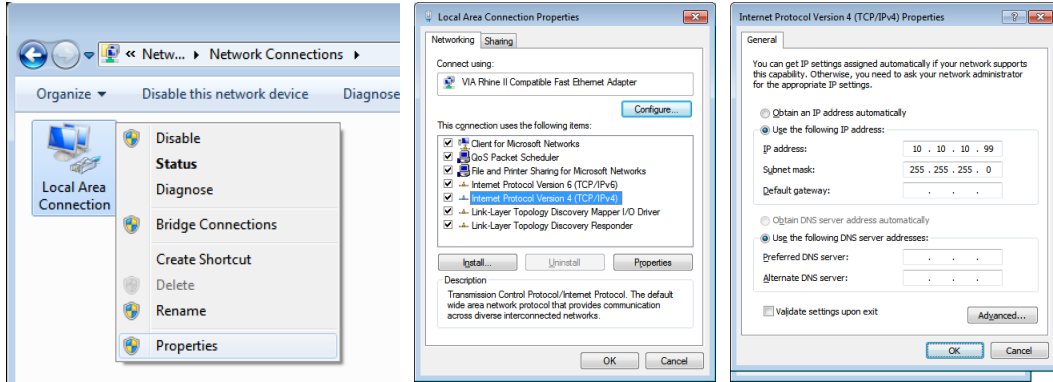 « Netw... ▸ Network Connections ▸
Organize ▼ Disable this network device Diagnose
Local Area
Connection
Disable
Status
Diagnose
Bridge Connections
Create Shortcut
Delete
Rename
Properties
Local Area Connection Properties
Networking Sharing
Connect using:
VIA Rhine II Compatible Fast Ethernet Adapter
Configure...
This connection uses the following items:
Client for Microsoft Networks
QoS Packet Scheduler
File and Printer Sharing for Microsoft Networks
Internet Protocol Version 6 (TCP/IPv6)
Internet Protocol Version 4 (TCP/IPv4)
Link-Layer Topology Discovery Mapper I/O Driver
Link-Layer Topology Discovery Responder
Install... Uninstall Properties
Description
Transmission Control Protocol/Internet Protocol. The default
wide area network protocol that provides communication
across diverse interconnected networks.
OK Cancel
Internet Protocol Version 4 (TCP/IPv4) Properties
General
You can get IP settings assigned automatically if your network supports
this capability. Otherwise, you need to ask your network administrator
for the appropriate IP settings.
Obtain an IP address automatically
Use the following IP address:
IP address: 10 . 10 . 10 . 99
Subnet mask: 255 . 255 . 255 . 0
Default gateway: . . .
Obtain DNS server address automatically
Use the following DNS server addresses:
Preferred DNS server: . . .
Alternate DNS server: . . .
Validate settings upon exit
Advanced...
OK Cancel